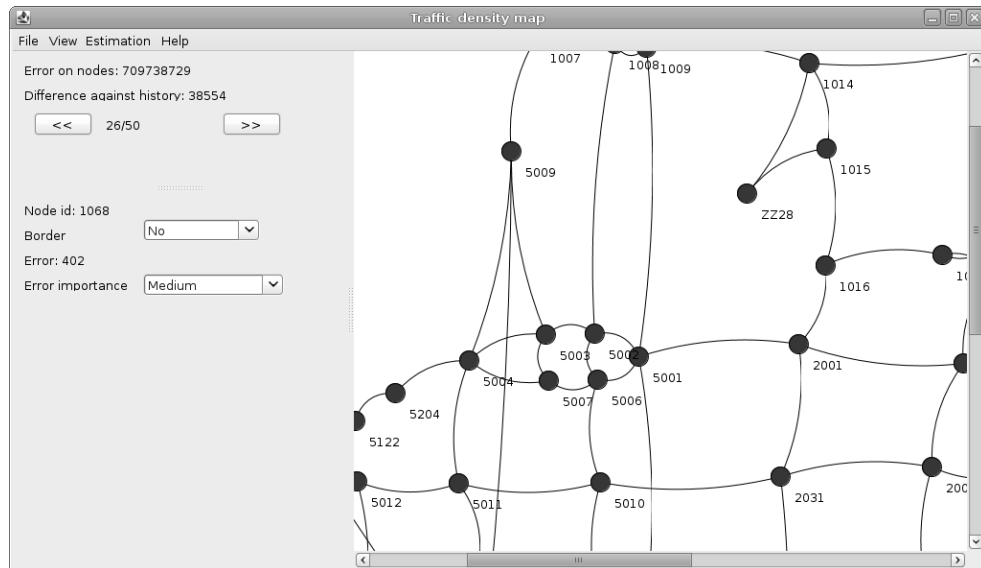 Traffic density map
File View Estimation Help
Error on nodes: 709738729
Difference against history: 38554
<< 26/50 >>
Node id: 1068
Border No
Error: 402
Error importance Medium
1007
1008
1009
1014
5009
1015
ZZ28
1016
5003
5002
5004
5001
2001
5007
5006
5204
5122
5012
5011
5010
2031